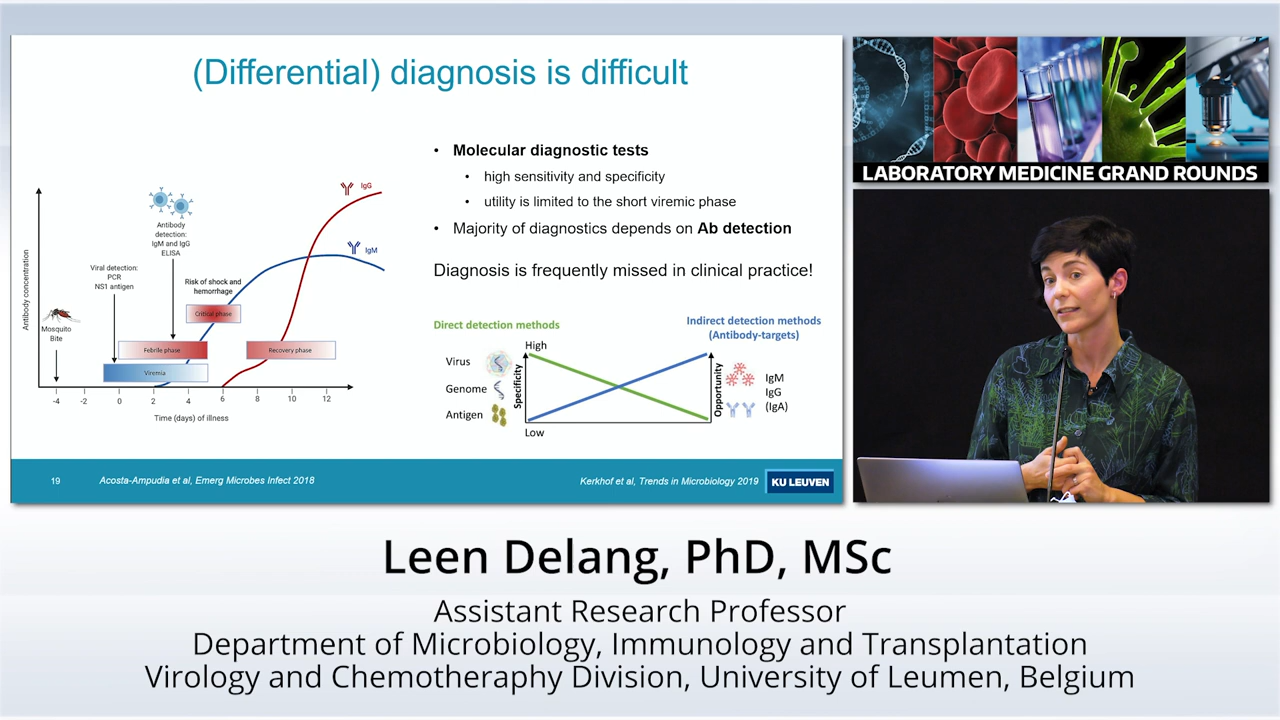 (Differential) diagnosis is difficult
• Molecular diagnostic tests
• high sensitivity and specificity
• utility is limited to the short viremic phase
• Majority of diagnostics depends on Ab detection
Diagnosis is frequently missed in clinical practice!
Antibody concentration
Mosquito
Bite
Viral detection:
PCR
NS1 antigen
Antibody
detection:
IgM and IgG
ELISA
Risk of shock and
hemorrhage
Critical phase
Febrile phase
Recovery phase
Viremia
IgG
IgM
-4 -2 0 2 4 6 8 10 12
Time (days) of illness
Direct detection methods
Indirect detection methods
(Antibody-targets)
High
Virus
Genome
Antigen
Specificity
Low
Opportunity
IgM
IgG
(IgA)
19
Acosta-Ampudia et al, Emerg Microbes Infect 2018
Kerkhof et al, Trends in Microbiology 2019
KU LEUVEN
LABORATORY MEDICINE GRAND ROUNDS
Leen Delang, PhD, MSc
Assistant Research Professor
Department of Microbiology, Immunology and Transplantation
Virology and Chemotheraphy Division, University of Leumen, Belgium